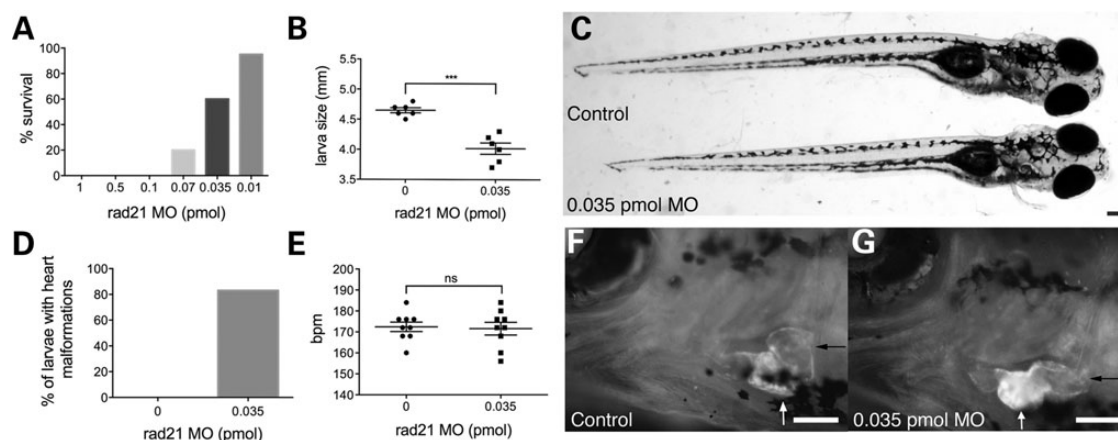 A
% survival
100
80
60
40
20
0
1 0.5 0.1 0.07 0.035 0.01
rad21 MO (pmol)
B
larva size (mm)
5.5
5.0
4.5
4.0
3.5
***
0 0.035
rad21 MO (pmol)
C
Control
0.035 pmol MO
D
% of larvae with heart
malformations
100
80
60
40
20
0
0 0.035
rad21 MO (pmol)
E
bpm
200
190
180
170
160
150
140
ns
0 0.035
rad21 MO (pmol)
F
Control
G
0.035 pmol MO